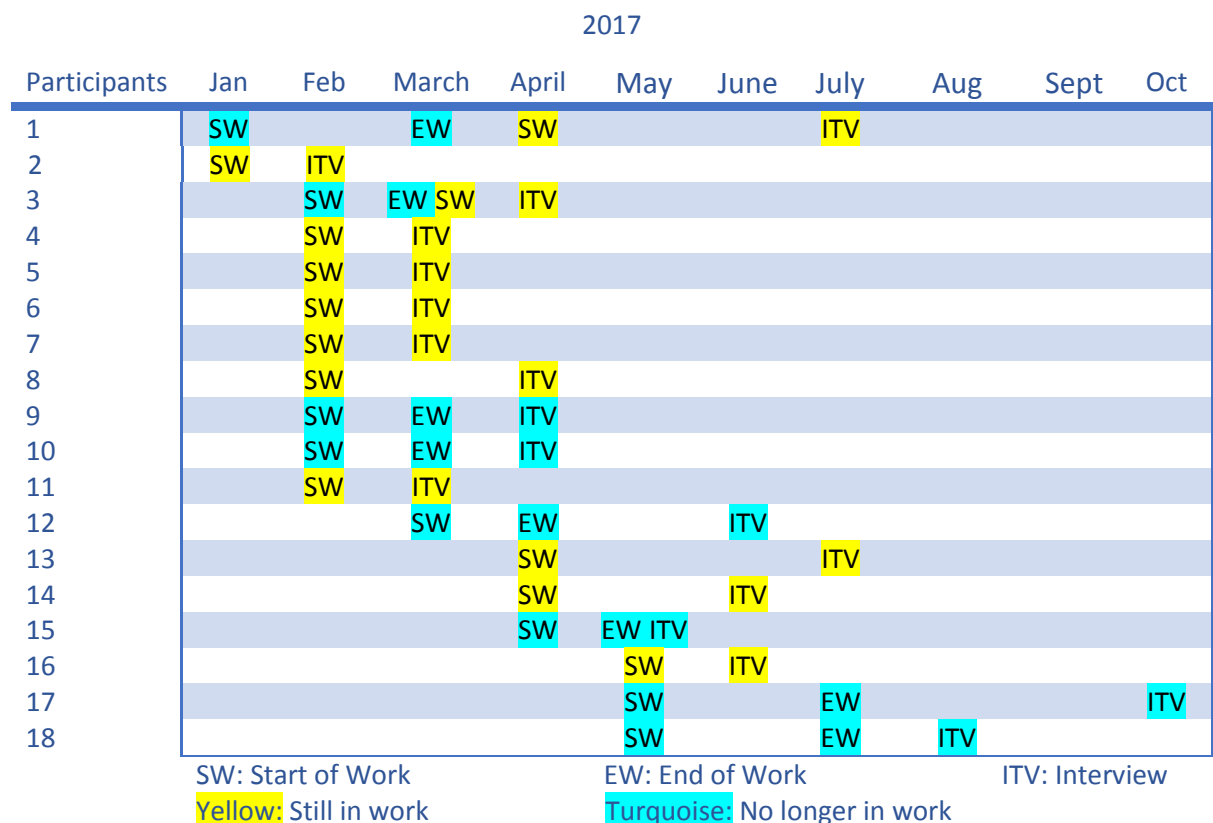 2017
Participants Jan Feb March April May June July Aug Sept Oct
1 SW EW SW ITV
2 SW ITV
3 SW EW SW ITV
4 SW ITV
5 SW ITV
6 SW ITV
7 SW ITV
8 SW ITV
9 SW EW ITV
10 SW EW ITV
11 SW ITV
12 SW EW ITV
13 SW ITV
14 SW ITV
15 SW EW ITV
16 SW ITV
17 SW EW ITV
18 SW EW ITV
SW: Start of Work EW: End of Work ITV: Interview
Yellow: Still in work Turquoise: No longer in work